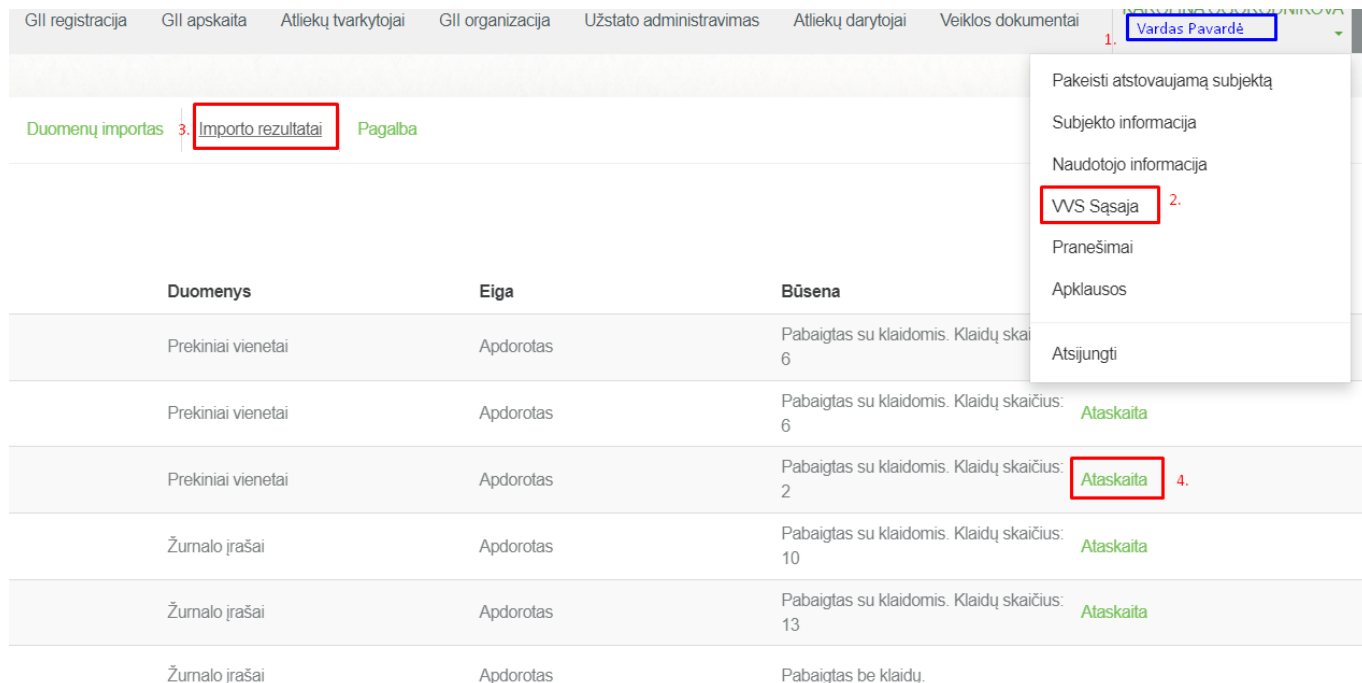 GII registracija GII apskaita Atliekų tvarkytojai GII organizacija Užstato administravimas Atliekų darytojai Veiklos dokumentai
1. Vardas Pavardė
Pakeisti atstovaujamą subjektą
Subjekto informacija
Naudotojo informacija
VVS Sąsaja 2.
Pranešimai
Apklausos
Atsijungti
Duomenų importas 3. Importo rezultatai Pagalba
Duomenys Eiga Būsena
Prekiniai vienetai Apdorotas Pabaigtas su klaidomis. Klaidų skai
6
Prekiniai vienetai Apdorotas Pabaigtas su klaidomis. Klaidų skaičius: Ataskaita
6
Prekiniai vienetai Apdorotas Pabaigtas su klaidomis. Klaidų skaičius: Ataskaita 4.
2
Žurnalo įrašai Apdorotas Pabaigtas su klaidomis. Klaidų skaičius: Ataskaita
10
Žurnalo įrašai Apdorotas Pabaigtas su klaidomis. Klaidų skaičius: Ataskaita
13
Žurnalo įrašai Apdorotas Pabaigtas be klaidų.